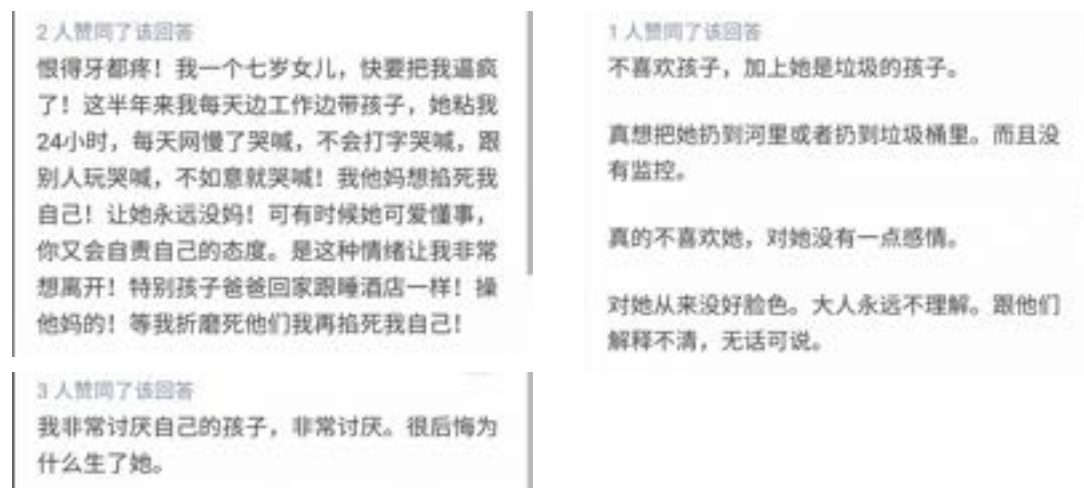 2 人赞同了该回答
恨得牙都疼！我一个七岁女儿，快要把我逼疯
了！这半年来我每天边工作边带孩子，她粘我
24小时，每天网慢了哭喊，不会打字哭喊，跟
别人玩哭喊，不如意就哭喊！我他妈想掐死我
自己！让她永远没妈！可有时候她可爱懂事，
你又会自责自己的态度。是这种情绪让我非常
想离开！特别孩子爸爸回家跟睡酒店一样！操
他妈的！等我折磨死他们我再掐死我自己！
3 人赞同了该回答
我非常讨厌自己的孩子，非常讨厌。很后悔为
什么生了她。
1 人赞同了该回答
不喜欢孩子，加上她是垃圾的孩子。
真想把她扔到河里或者扔到垃圾桶里。而且没
有监控。
真的不喜欢她，对她没有一点感情。
对她从来没好脸色。大人永远不理解。跟他们
解释不清，无话可说。